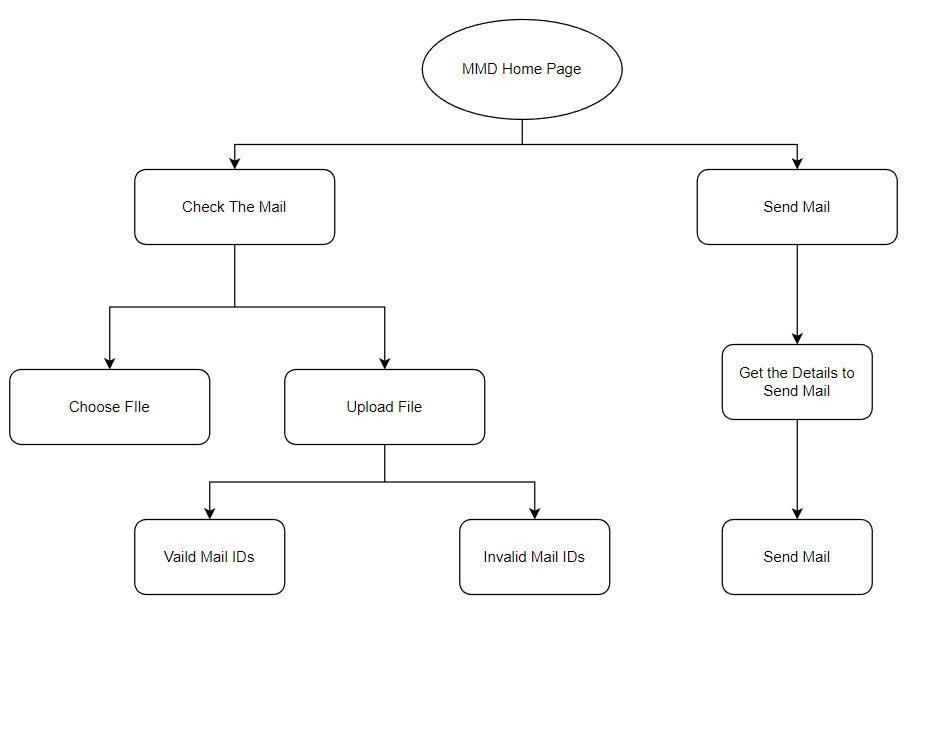 MMD Home Page
Check The Mail
Send Mail
Choose FIle
Upload File
Get the Details to
Send Mail
Vaild Mail IDs
Invalid Mail IDs
Send Mail